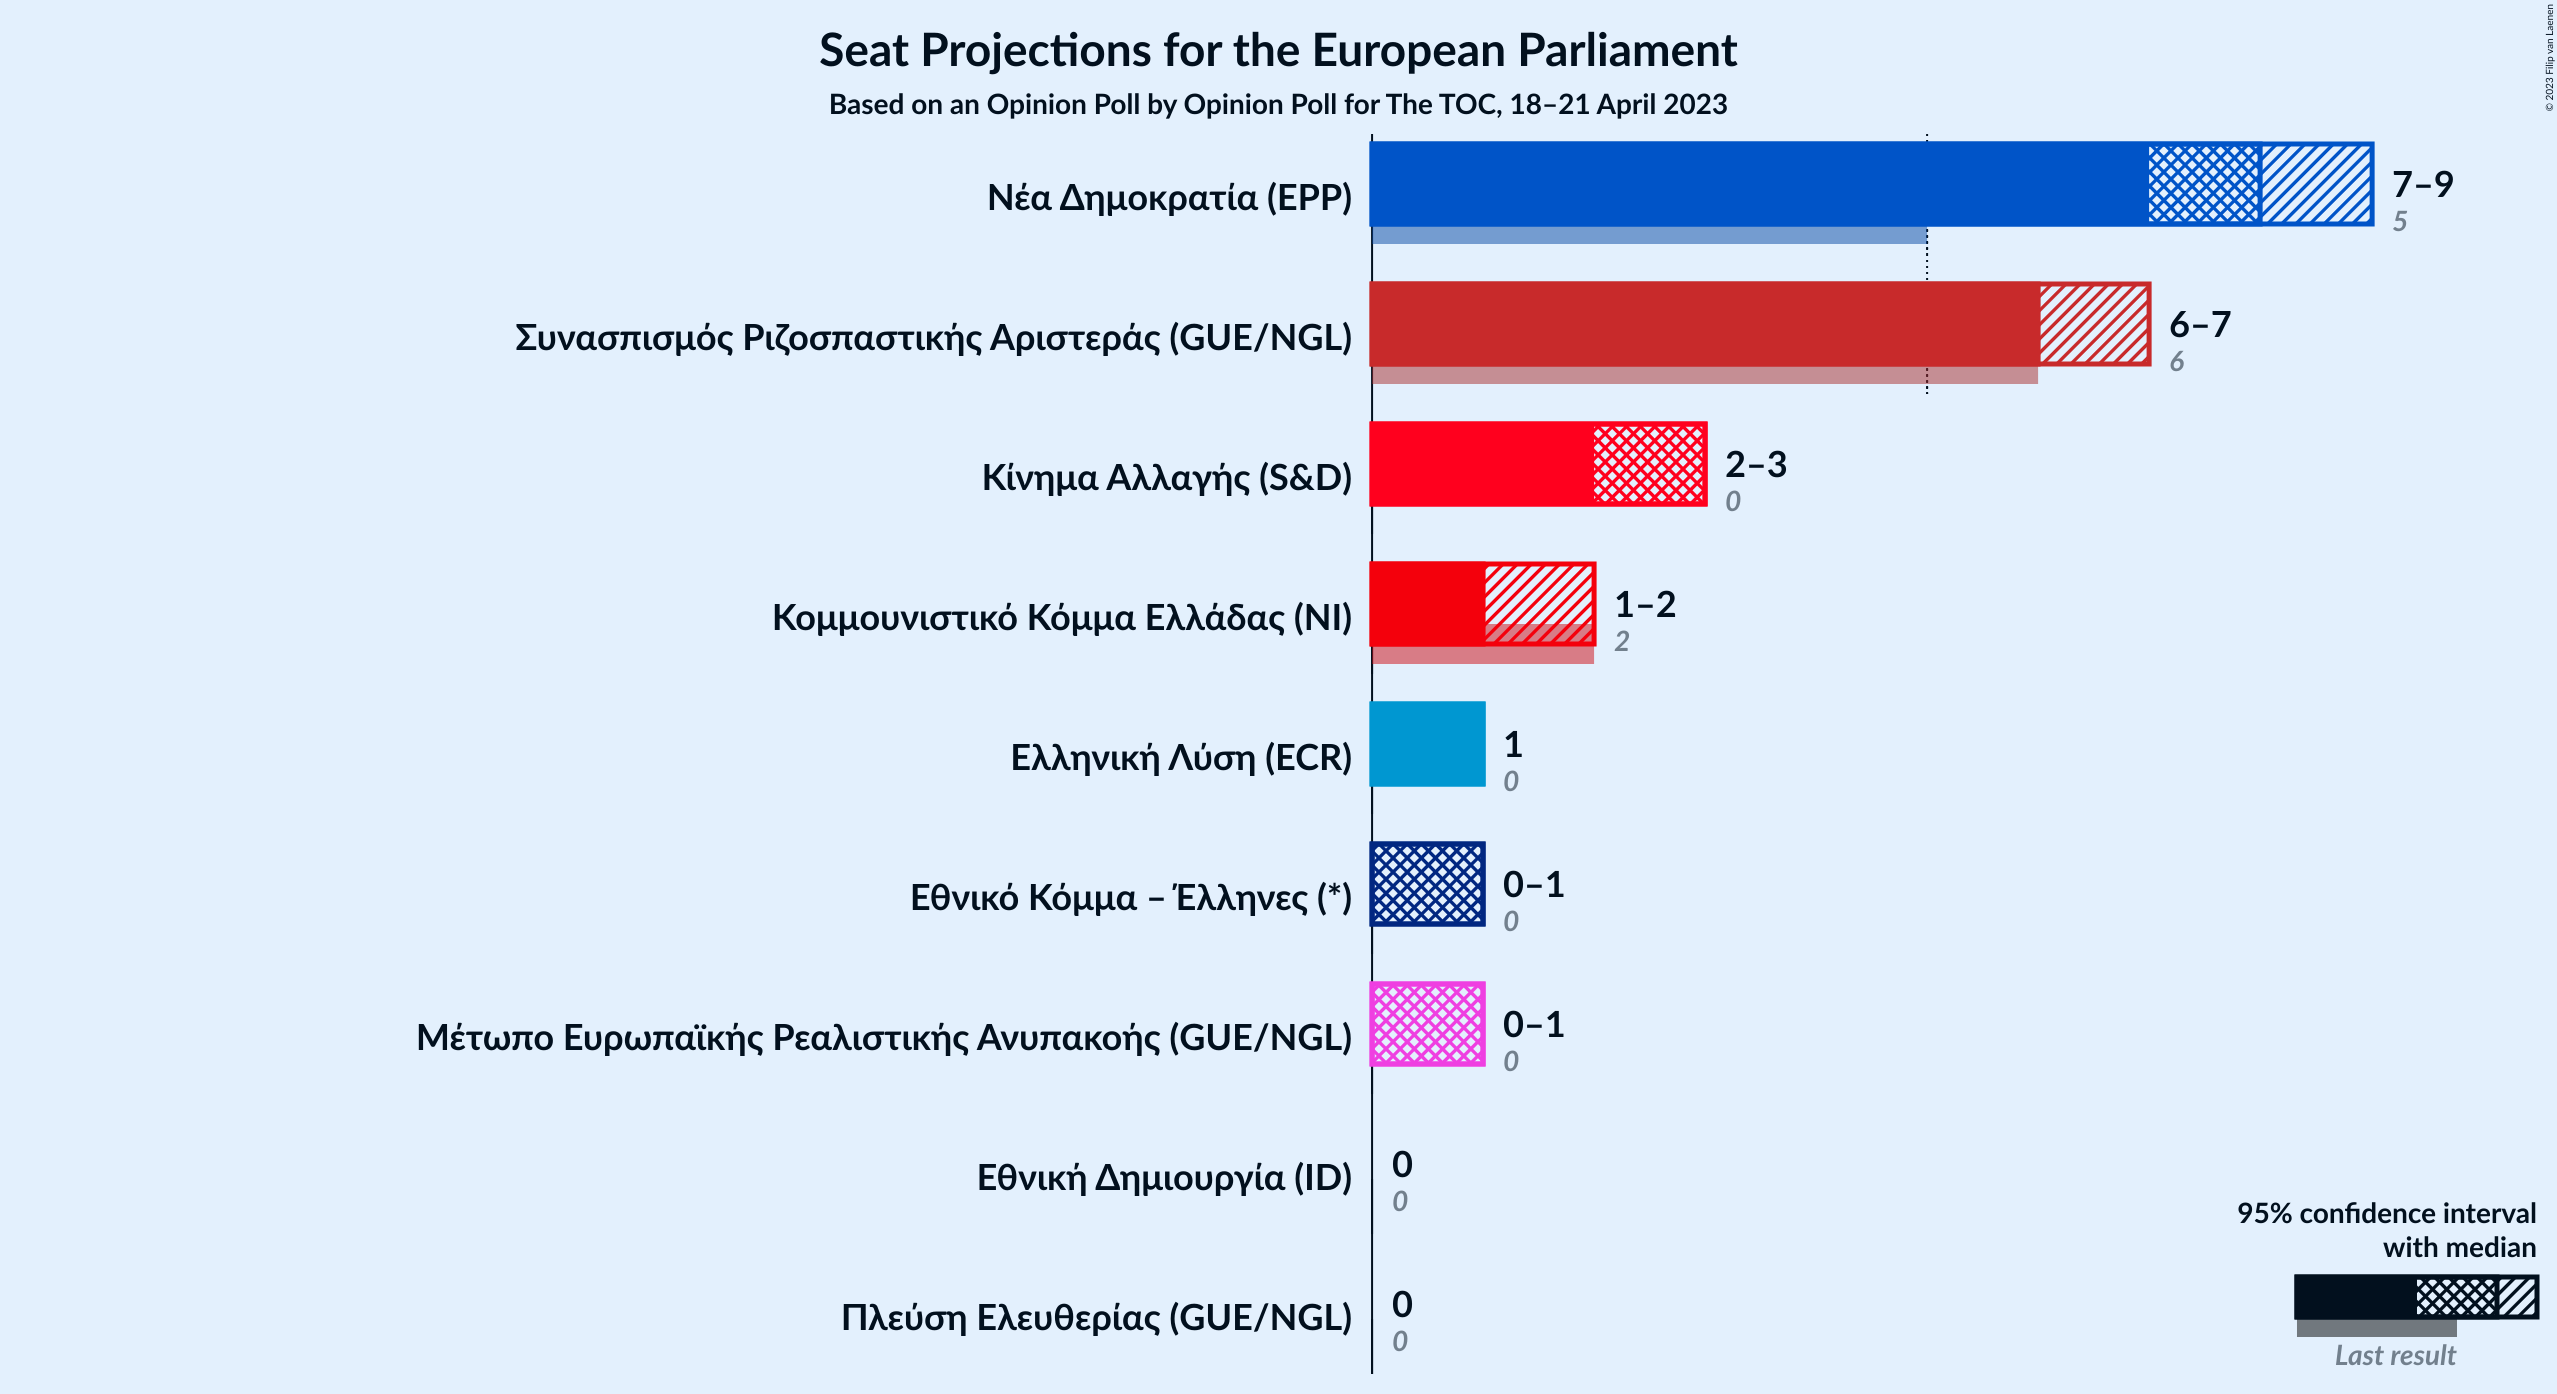 Seat Projections for the European Parliament
Based on an Opinion Poll by Opinion Poll for The TOC, 18–21 April 2023
© 2023 Filip van Laenen
Νέα Δημοκρατία (EPP)
7–9
5
Συνασπισμός Ριζοσπαστικής Αριστεράς (GUE/NGL)
6–7
6
Κίνημα Αλλαγής (S&D)
2–3
0
Κομμουνιστικό Κόμμα Ελλάδας (NI)
1–2
2
Ελληνική Λύση (ECR)
1
0
Εθνικό Κόμμα – Έλληνες (*)
0–1
0
Μέτωπο Ευρωπαϊκής Ρεαλιστικής Ανυπακοής (GUE/NGL)
0–1
0
Εθνική Δημιουργία (ID)
0
0
Πλεύση Ελευθερίας (GUE/NGL)
0
0
95% confidence interval
with median
Last result